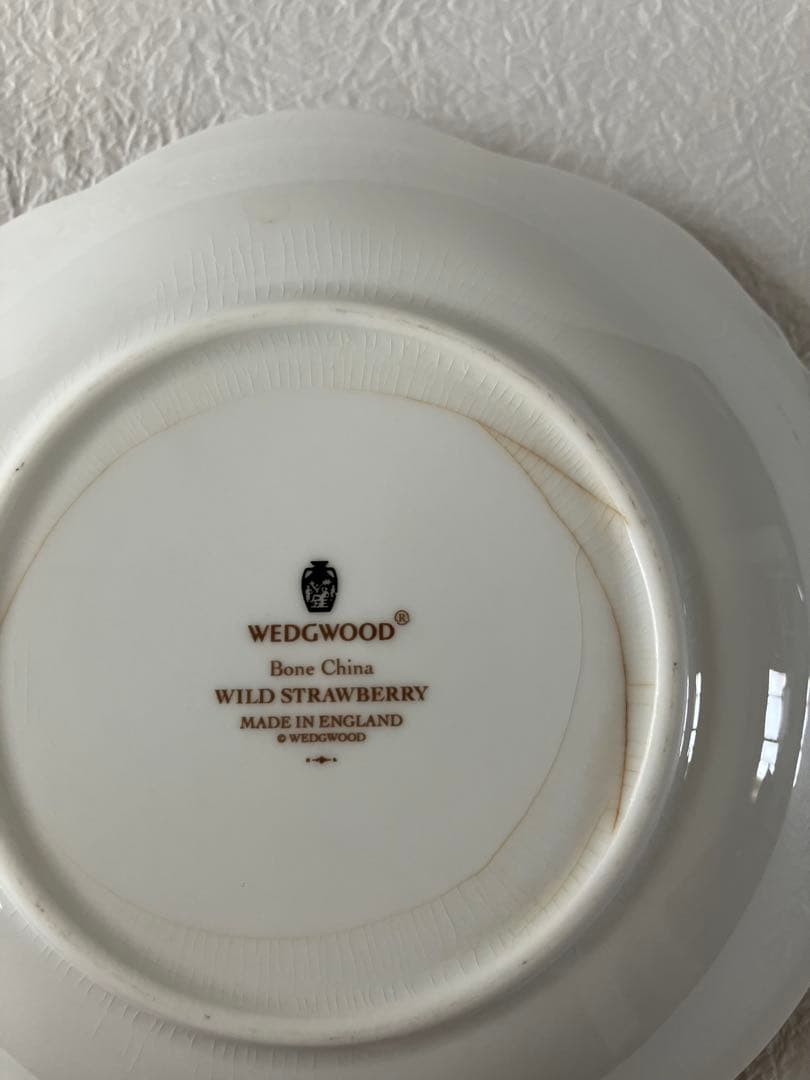 WEDGWOOD®
Bone China
WILD STRAWBERRY
MADE IN ENGLAND
© WEDGWOOD